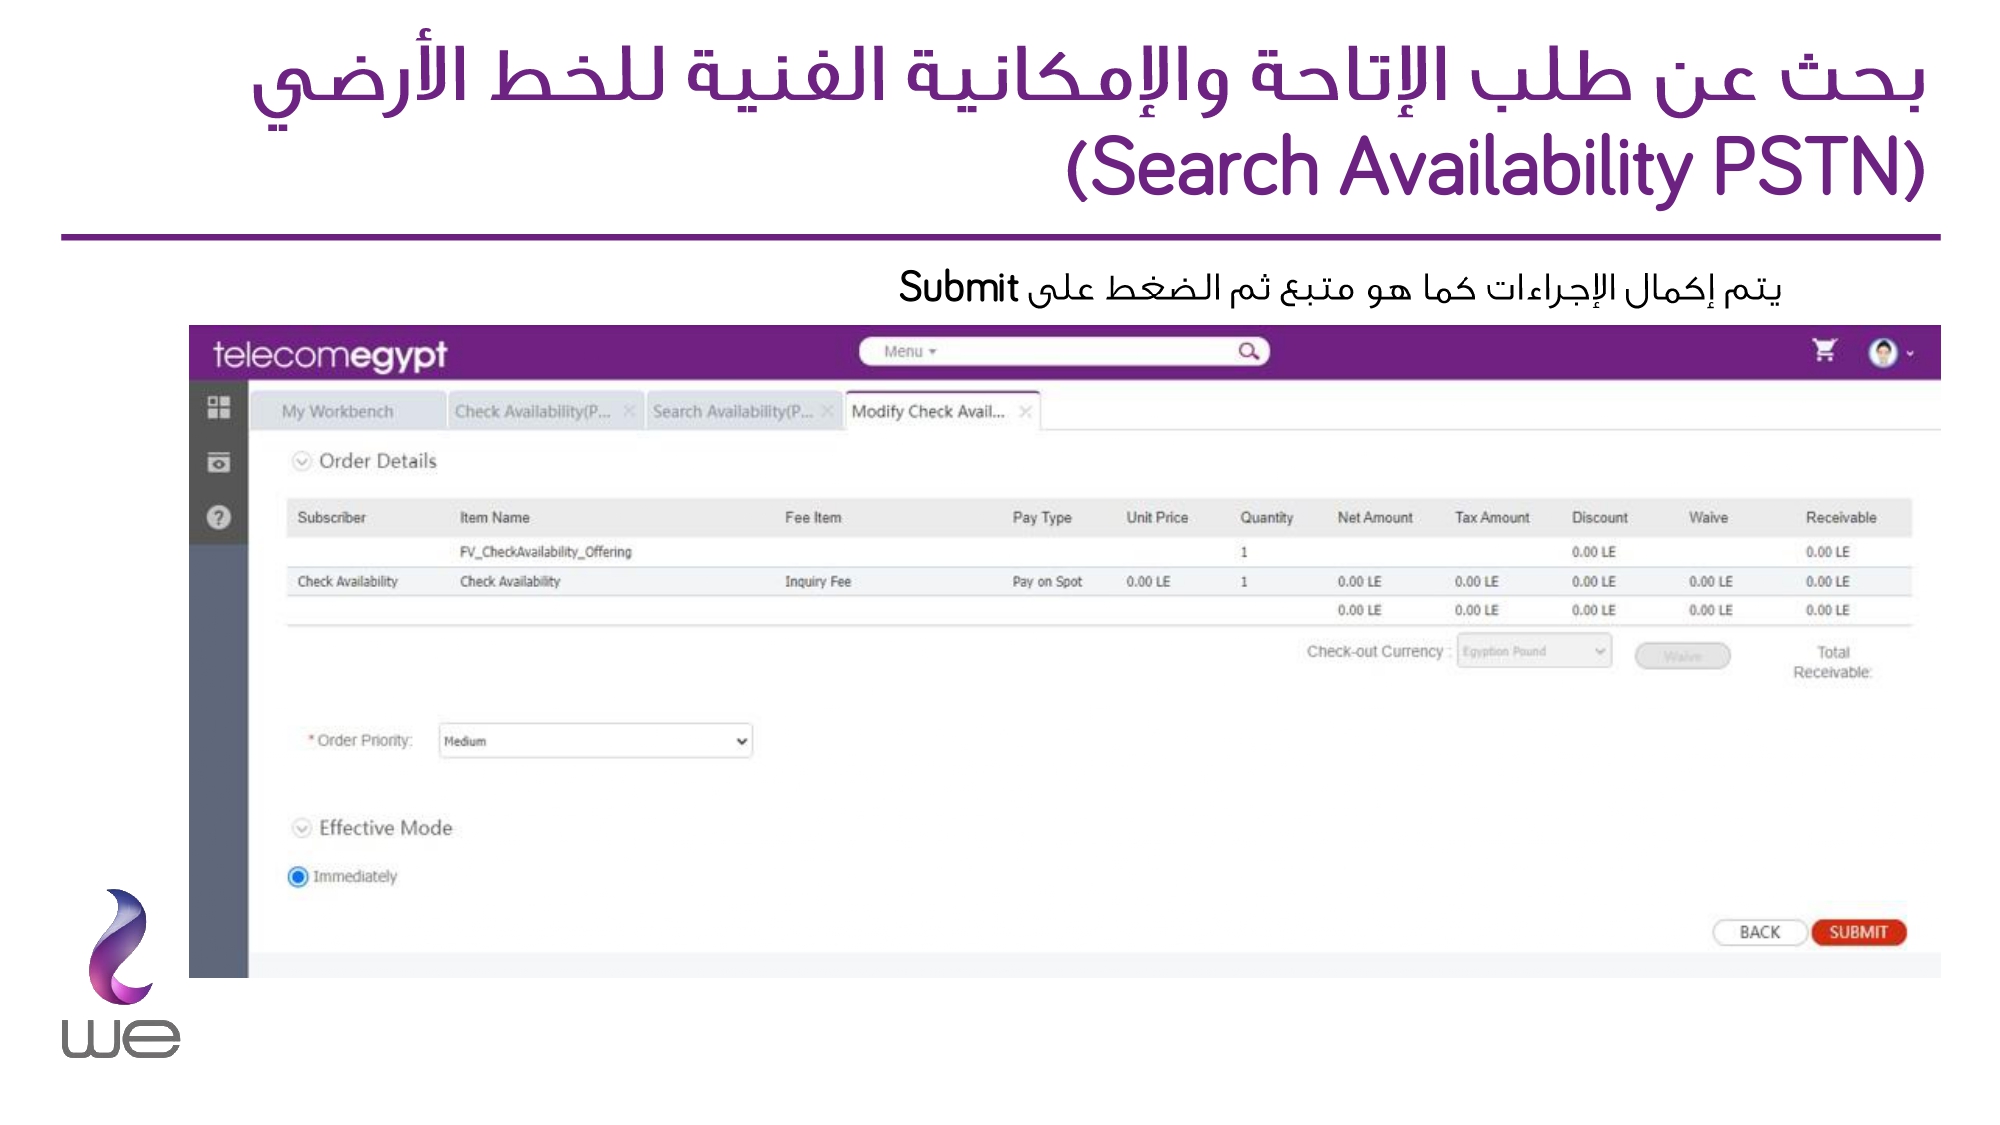 بحث عن طلب الإتاحة والإمكانية الفنية للخط الأرضي
(Search Availability PSTN)
يتم إكمال الإجراءات كما هو متبع ثم الضغط على Submit
telecomegypt
Menu
My Workbench Check Availability(P... Search Availability(P... Modify Check Avail...
Order Details
Subscriber Item Name Fee Item Pay Type Unit Price Quantity Net Amount Tax Amount Discount Waive Receivable
FV_CheckAvailability_Offering 1 0.00 LE 0.00 LE
Check Availability Check Availability Inquiry Fee Pay on Spot 0.00 LE 1 0.00 LE 0.00 LE 0.00 LE 0.00 LE 0.00 LE
0.00 LE 0.00 LE 0.00 LE 0.00 LE 0.00 LE
Check-out Currency : Egyption Pound Waive Total
Receivable:
* Order Priority: Medium
Effective Mode
Immediately
BACK SUBMIT
we